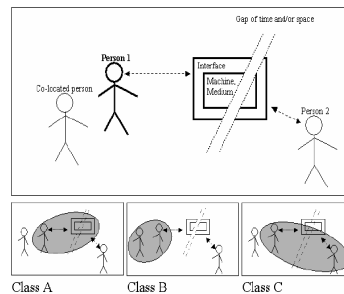 Gap of time and/or space
Person 1
Interface
Machine,
Medium
Co-located person
Person 2
Class A
Class B
Class C